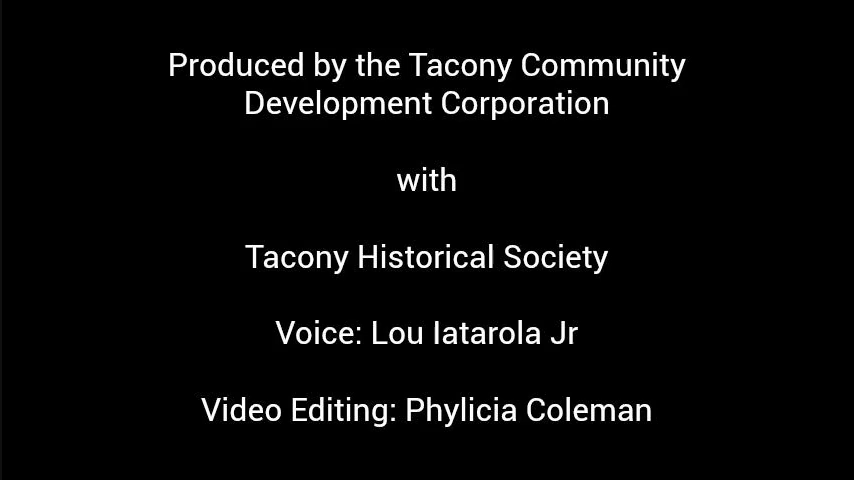 Produced by the Tacony Community
Development Corporation
with
Tacony Historical Society
Voice: Lou Iatarola Jr
Video Editing: Phylicia Coleman